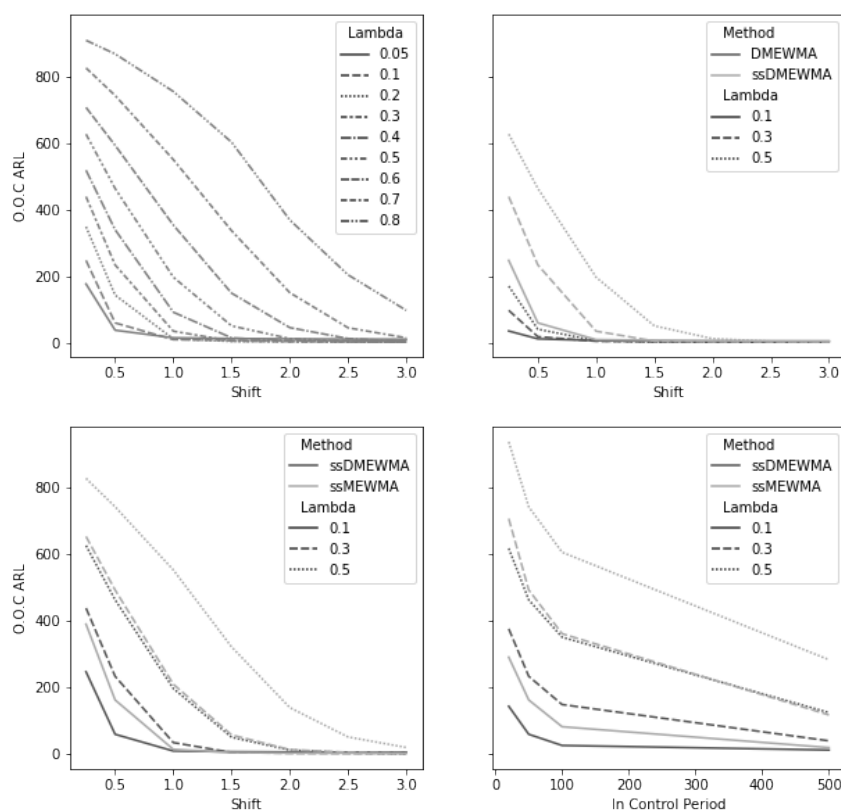 Lambda
0.05
0.1
0.2
0.3
0.4
0.5
0.6
0.7
0.8
800
600
400
200
0
O.O.C ARL
0.5 1.0 1.5 2.0 2.5 3.0
Shift
Method
DMEWMA
ssDMEWMA
Lambda
0.1
0.3
0.5
0.5 1.0 1.5 2.0 2.5 3.0
Shift
Method
ssDMEWMA
ssMEWMA
Lambda
0.1
0.3
0.5
800
600
400
200
0
O.O.C ARL
0.5 1.0 1.5 2.0 2.5 3.0
Shift
Method
ssDMEWMA
ssMEWMA
Lambda
0.1
0.3
0.5
0 100 200 300 400 500
In Control Period